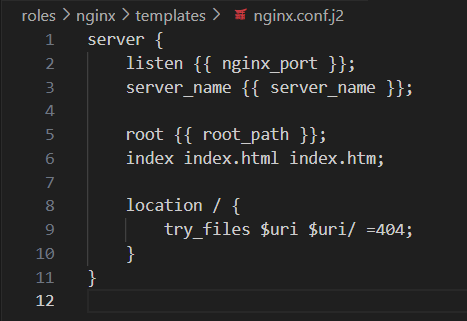 roles > nginx > templates > nginx.conf.j2
1 server {
2     listen {{ nginx_port }};
3     server_name {{ server_name }};
4
5     root {{ root_path }};
6     index index.html index.htm;
7
8     location / {
9         try_files $uri $uri/ =404;
10     }
11 }
12